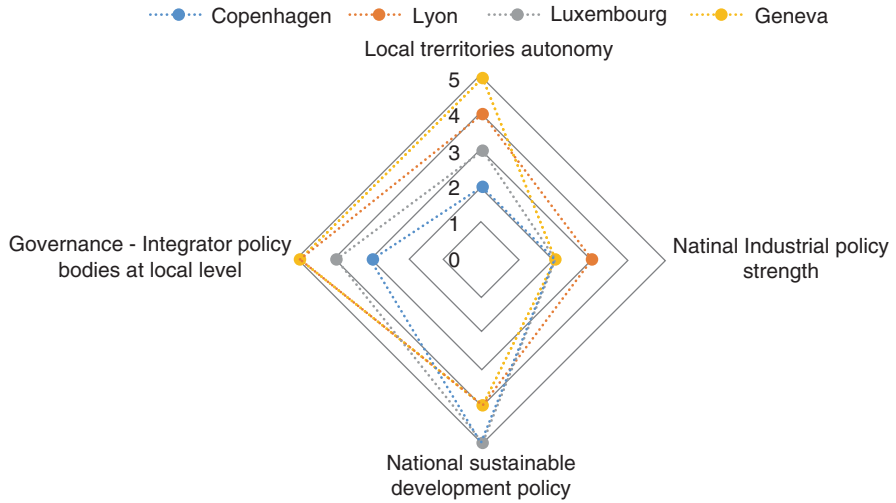 Copenhagen Lyon Luxembourg Geneva
Local trerritories autonomy
5
4
3
2
1
0
Governance - Integrator policy
bodies at local level
Natinal Industrial policy
strength
National sustainable
development policy